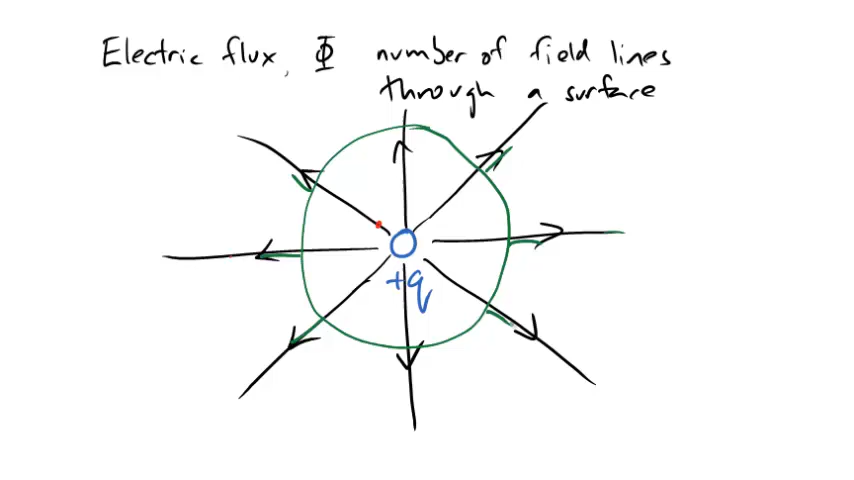 Electric flux, Φ number of field lines
through a surface
+q